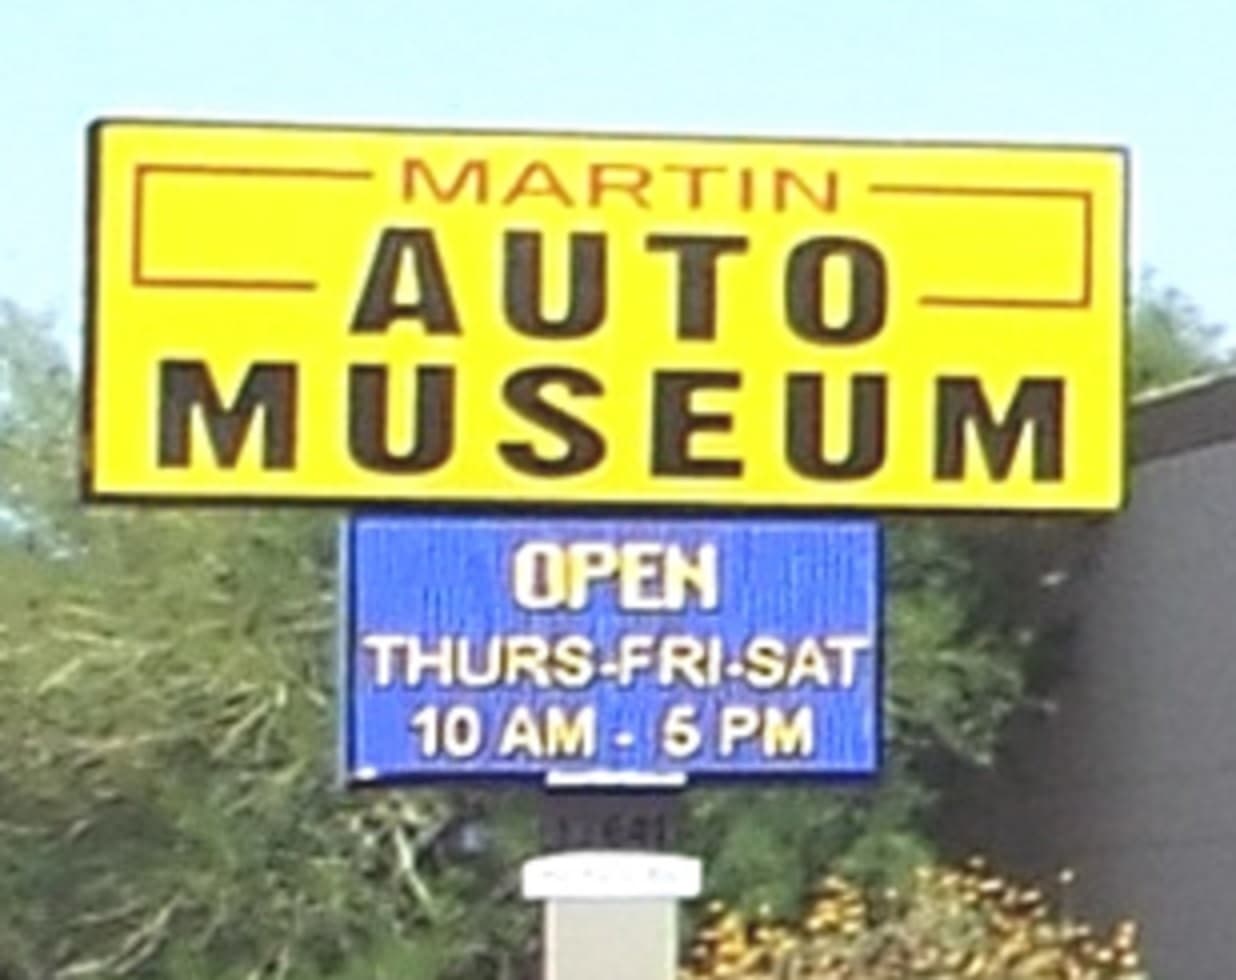 MARTIN
AUTO
MUSEUM
OPEN
THURS-FRI-SAT
10 AM - 5 PM